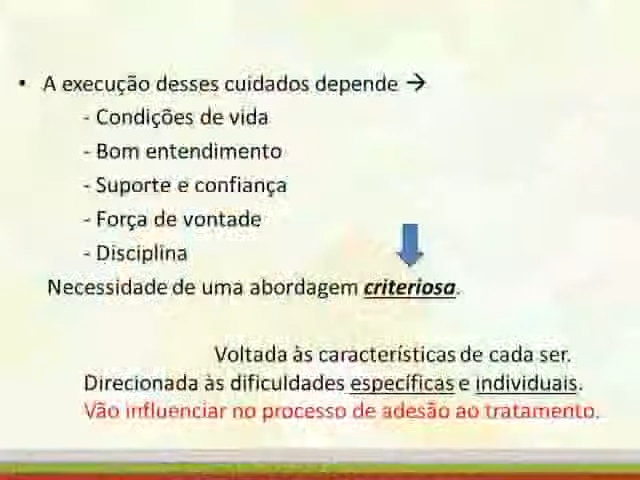 • A execução desses cuidados depende →
- Condições de vida
- Bom entendimento
- Suporte e confiança
- Força de vontade
- Disciplina
Necessidade de uma abordagem criteriosa.
Voltada às características de cada ser.
Direcionada às dificuldades específicas e individuais.
Vão influenciar no processo de adesão ao tratamento.